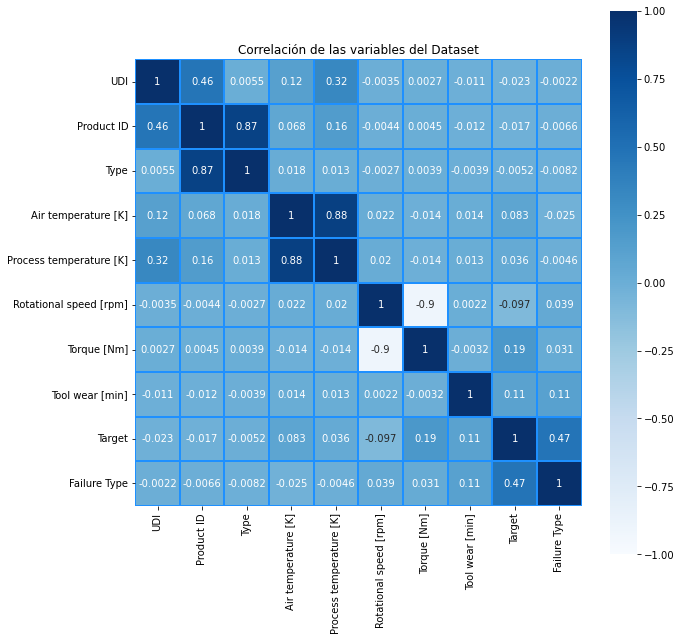 Correlación de las variables del Dataset
UDI 1 0.46 0.0055 0.12 0.32 -0.0035 0.0027 -0.011 -0.023 -0.0022
Product ID 0.46 1 0.87 0.068 0.16 -0.0044 0.0045 -0.012 -0.017 -0.0066
Type 0.0055 0.87 1 0.018 0.013 -0.0027 0.0039 -0.0039 -0.0052 -0.0082
Air temperature [K] 0.12 0.068 0.018 1 0.88 0.022 -0.014 0.014 0.083 -0.025
Process temperature [K] 0.32 0.16 0.013 0.88 1 0.02 -0.014 0.013 0.036 -0.0046
Rotational speed [rpm] -0.0035 -0.0044 -0.0027 0.022 0.02 1 -0.9 0.0022 -0.097 0.039
Torque [Nm] 0.0027 0.0045 0.0039 -0.014 -0.014 -0.9 1 -0.0032 0.19 0.031
Tool wear [min] -0.011 -0.012 -0.0039 0.014 0.013 0.0022 -0.0032 1 0.11 0.11
Target -0.023 -0.017 -0.0052 0.083 0.036 -0.097 0.19 0.11 1 0.47
Failure Type -0.0022 -0.0066 -0.0082 -0.025 -0.0046 0.039 0.031 0.11 0.47 1
UDI
Product ID
Type
Air temperature [K]
Process temperature [K]
Rotational speed [rpm]
Torque [Nm]
Tool wear [min]
Target
Failure Type
1.00
0.75
0.50
0.25
0.00
−0.25
−0.50
−0.75
−1.00